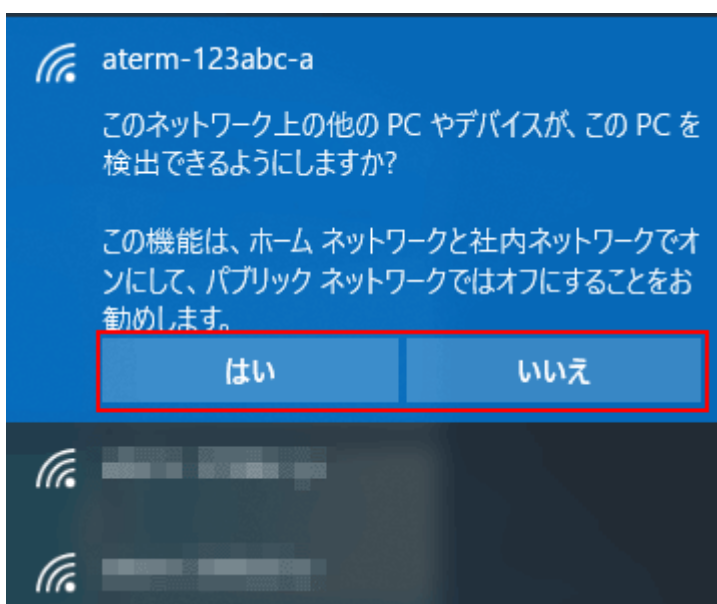 aterm-123abc-a
このネットワーク上の他の PC やデバイスが、この PC を
検出できるようにしますか?
この機能は、ホーム ネットワークと社内ネットワークでオ
ンにして、パブリック ネットワークではオフにすることをお
勧めします。
はい
いいえ